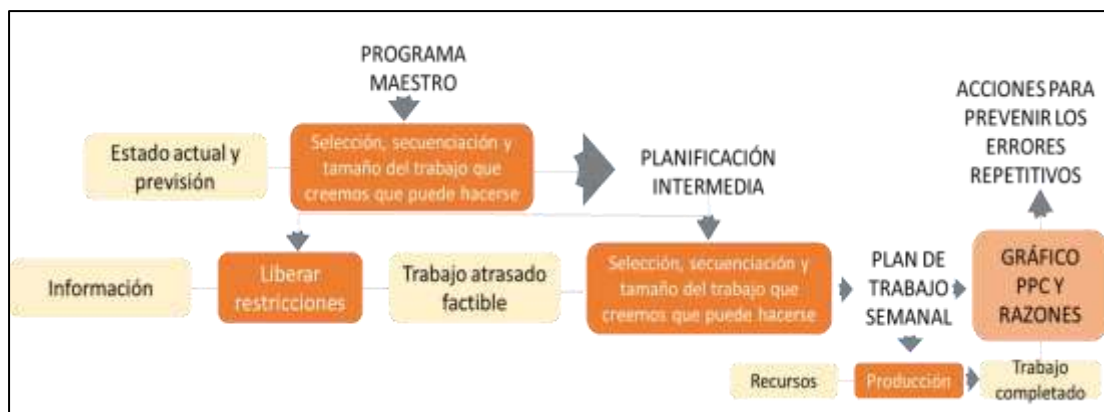 PROGRAMA
MAESTRO
ACCIONES PARA
PREVENIR LOS
ERRORES
REPETITIVOS
Estado actual y
previsión
Selección, secuenciación y
tamaño del trabajo que
creemos que puede hacerse
PLANIFICACIÓN
INTERMEDIA
Información
Liberar
restricciones
Trabajo atrasado
factible
Selección, secuenciación y
tamaño del trabajo que
creemos que puede hacerse
PLAN DE
TRABAJO
SEMANAL
GRÁFICO
PPC Y
RAZONES
Recursos
Producción
Trabajo
completado